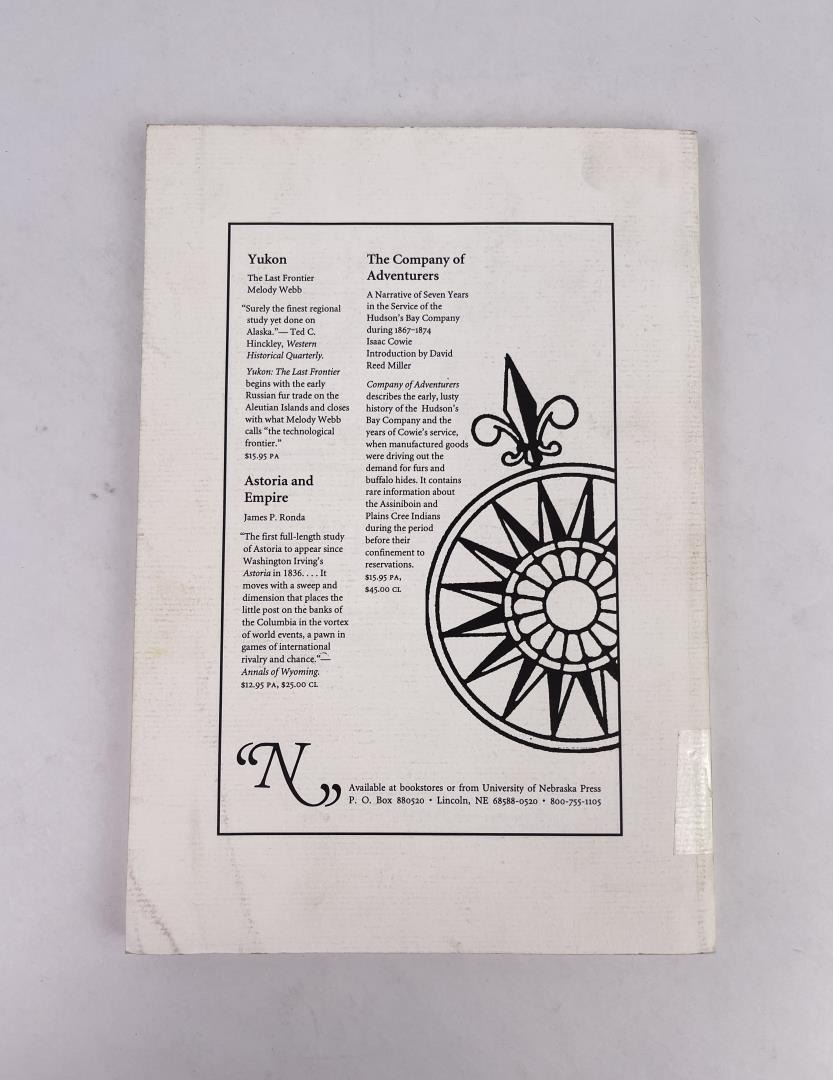 Yukon
The Last Frontier
Melody Webb
“Surely the finest regional
study yet done on
Alaska.”— Ted C.
Hinckley, Western
Historical Quarterly.
Yukon: The Last Frontier
begins with the early
Russian fur trade on the
Aleutian Islands and closes
with what Melody Webb
calls “the technological
frontier.”
$15.95 PA
Astoria and
Empire
James P. Ronda
“The first full-length study
of Astoria to appear since
Washington Irving’s
Astoria in 1836. . . . It
moves with a sweep and
dimension that places the
little post on the banks of
the Columbia in the vortex
of world events, a pawn in
games of international
rivalry and chance.”—
Annals of Wyoming.
$12.95 PA, $25.00 CL
The Company of
Adventurers
A Narrative of Seven Years
in the Service of the
Hudson’s Bay Company
during 1867–1874
Isaac Cowie
Introduction by David
Reed Miller
Company of Adventurers
describes the early, lusty
history of the Hudson’s
Bay Company and the
years of Cowie’s service,
when manufactured goods
were driving out the
demand for furs and
buffalo hides. It contains
rare information about
the Assiniboin and
Plains Cree Indians
during the period
before their
confinement to
reservations.
$15.95 PA,
$45.00 CL
“N”
Available at bookstores or from University of Nebraska Press
P. O. Box 880520 • Lincoln, NE 68588-0520 • 800-755-1105